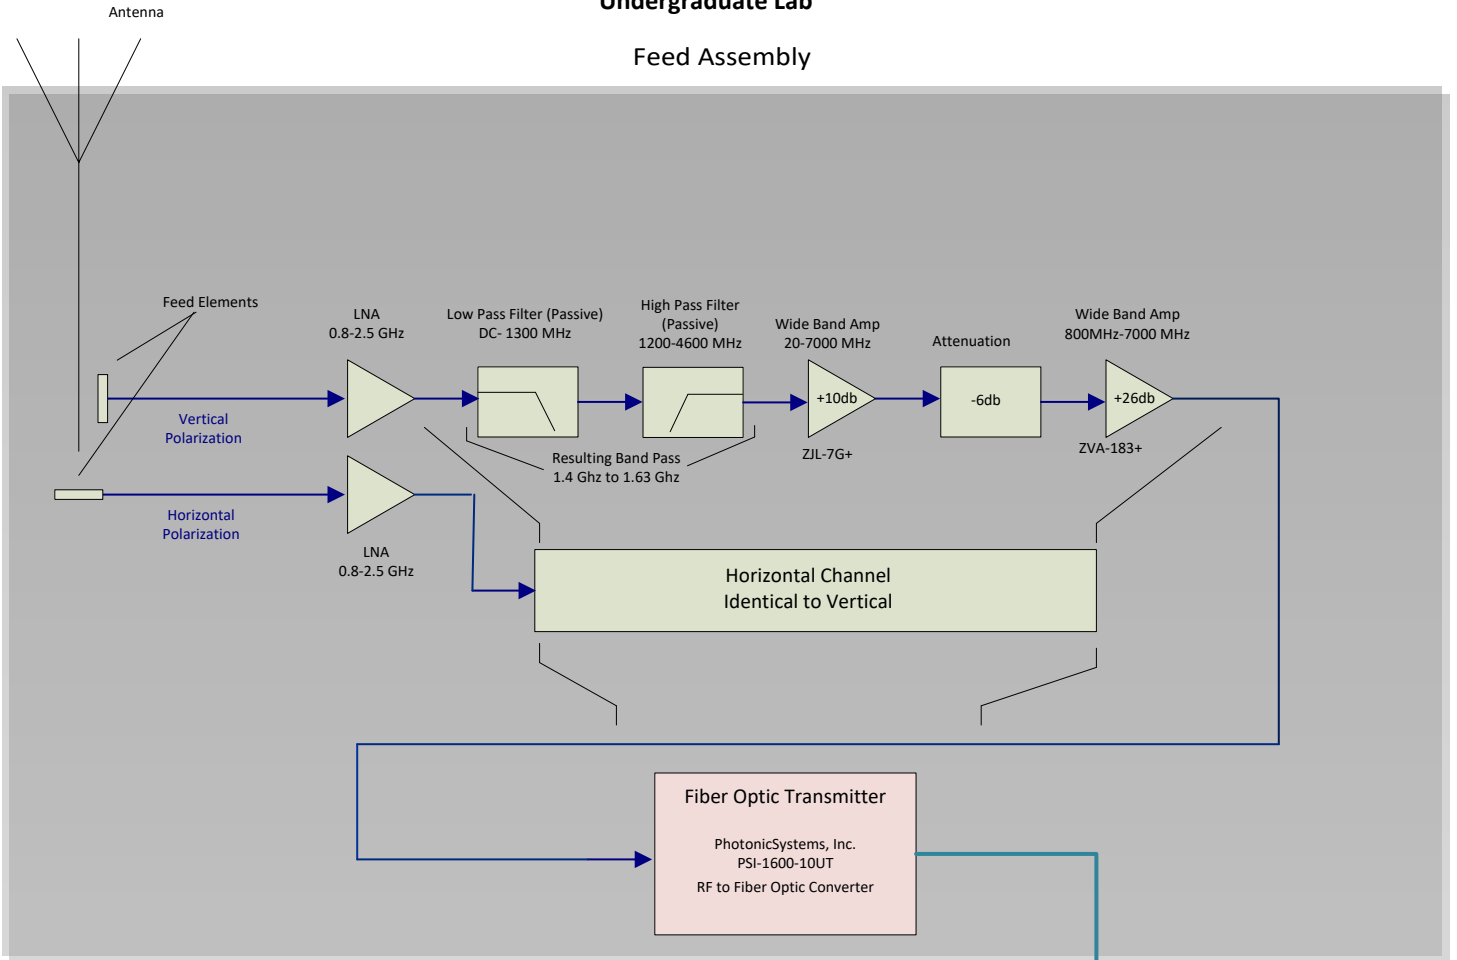 Antenna
Undergraduate Lab
Feed Assembly
Feed Elements
LNA
0.8-2.5 GHz
Low Pass Filter (Passive)
DC- 1300 MHz
High Pass Filter
(Passive)
1200-4600 MHz
Wide Band Amp
20-7000 MHz
Attenuation
Wide Band Amp
800MHz-7000 MHz
+10db
-6db
+26db
Vertical
Polarization
Resulting Band Pass
1.4 Ghz to 1.63 Ghz
ZJL-7G+
ZVA-183+
Horizontal
Polarization
LNA
0.8-2.5 GHz
Horizontal Channel
Identical to Vertical
Fiber Optic Transmitter
PhotonicSystems, Inc.
PSI-1600-10UT
RF to Fiber Optic Converter